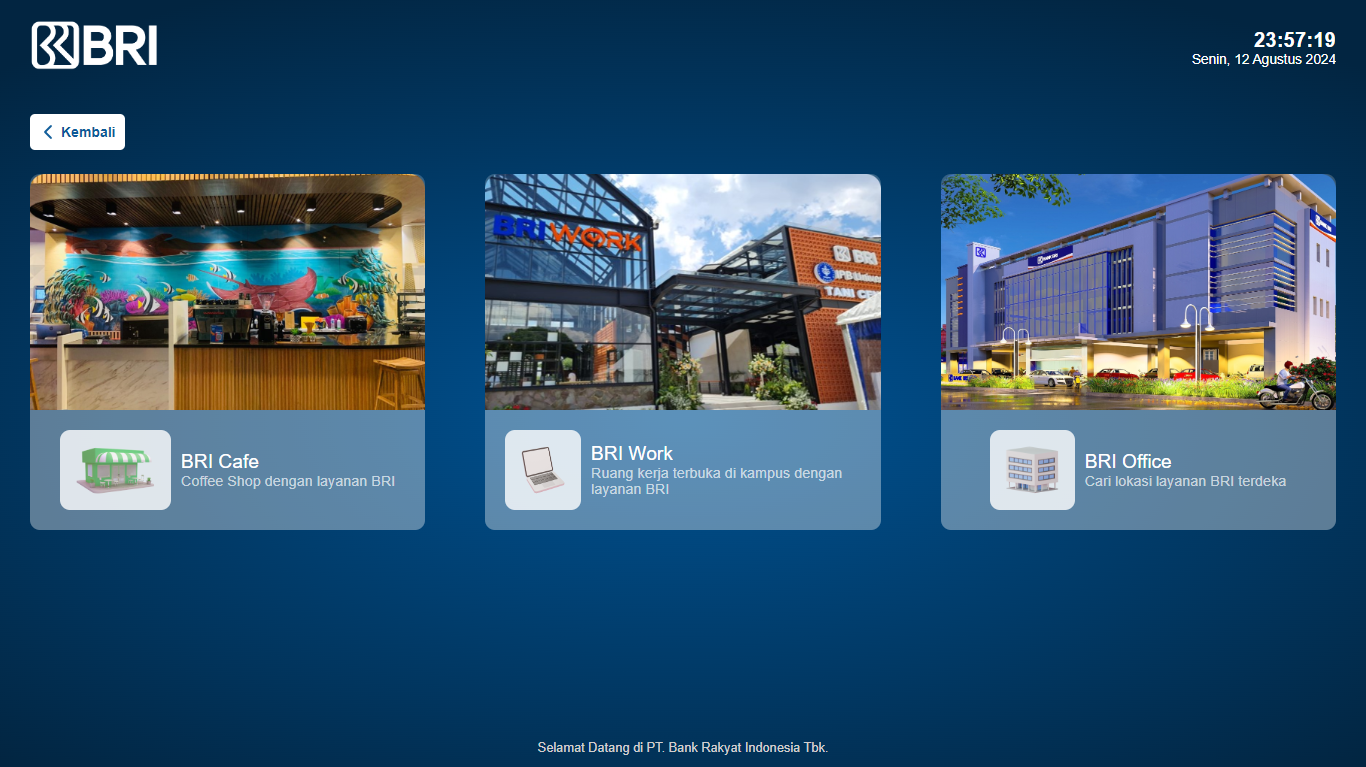 BRI
23:57:19
Senin, 12 Agustus 2024
Kembali
BRI WORK
BRI
TANI
BRI Cafe
Coffee Shop dengan layanan BRI
BRI Work
Ruang kerja terbuka di kampus dengan
layanan BRI
BRI Office
Cari lokasi layanan BRI terdeka
Selamat Datang di PT. Bank Rakyat Indonesia Tbk.